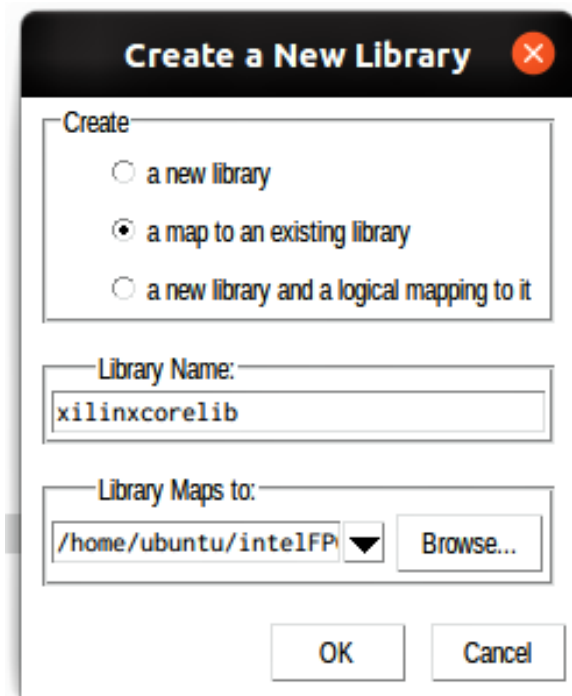 Create a New Library
Create
a new library
a map to an existing library
a new library and a logical mapping to it
Library Name:
xilinxcorelib
Library Maps to:
/home/ubuntu/intelFP
Browse...
OK
Cancel